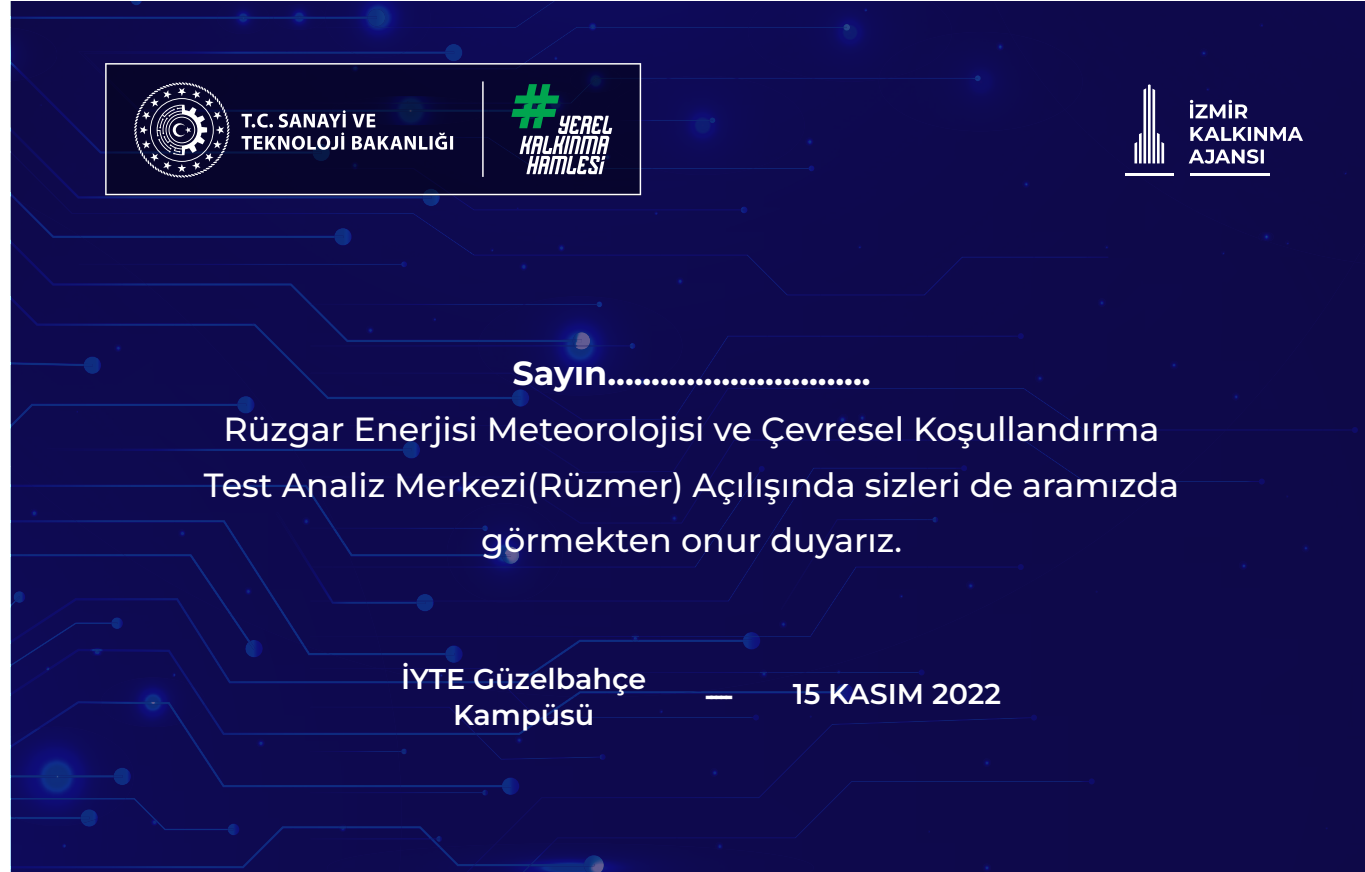 T.C. SANAYİ VE
TEKNOLOJİ BAKANLIĞI
#YEREL
KALKINMA
HAMLESİ
İZMİR
KALKINMA
AJANSI
Sayın..............................
Rüzgar Enerjisi Meteorolojisi ve Çevresel Koşullandırma
Test Analiz Merkezi(Rüzmer) Açılışında sizleri de aramızda
görmekten onur duyarız.
İYTE Güzelbahçe
Kampüsü
— 15 KASIM 2022